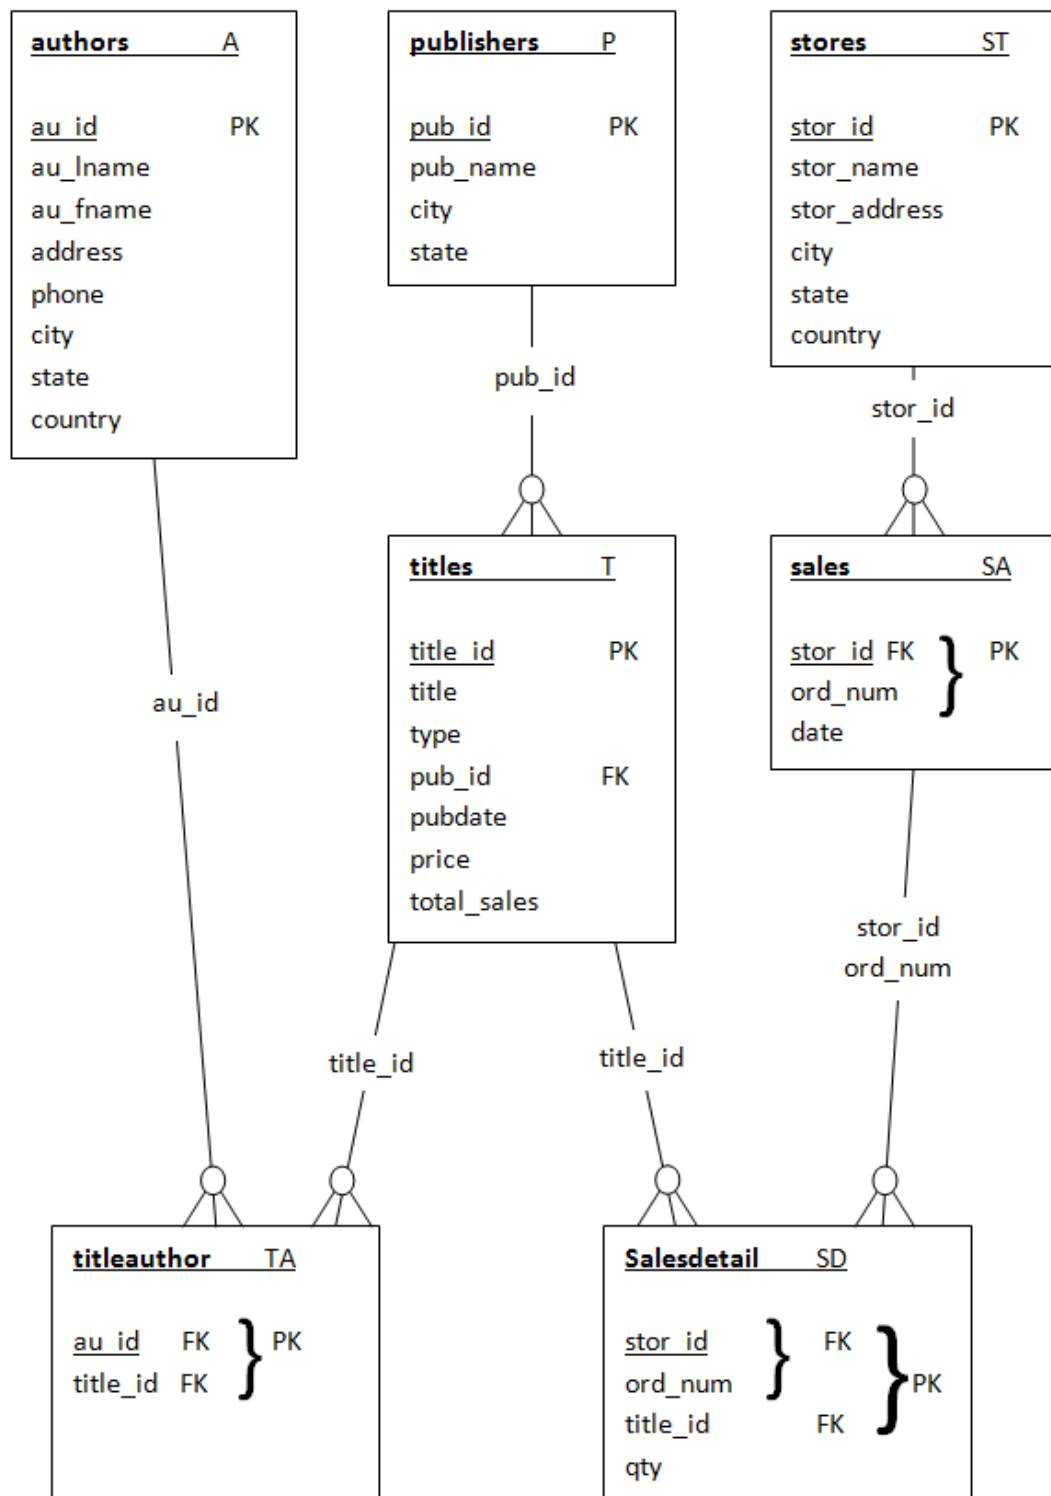 authors A
au_id PK
au_lname
au_fname
address
phone
city
state
country
publishers P
pub_id PK
pub_name
city
state
stores ST
stor_id PK
stor_name
stor_address
city
state
country
pub_id
stor_id
au_id
titles T
title_id PK
title
type
pub_id FK
pubdate
price
total_sales
sales SA
stor_id FK } PK
ord_num
date
stor_id
ord_num
title_id
title_id
titleauthor TA
au_id FK } PK
title_id FK
Salesdetail SD
stor_id } FK
ord_num } PK
title_id FK
qty